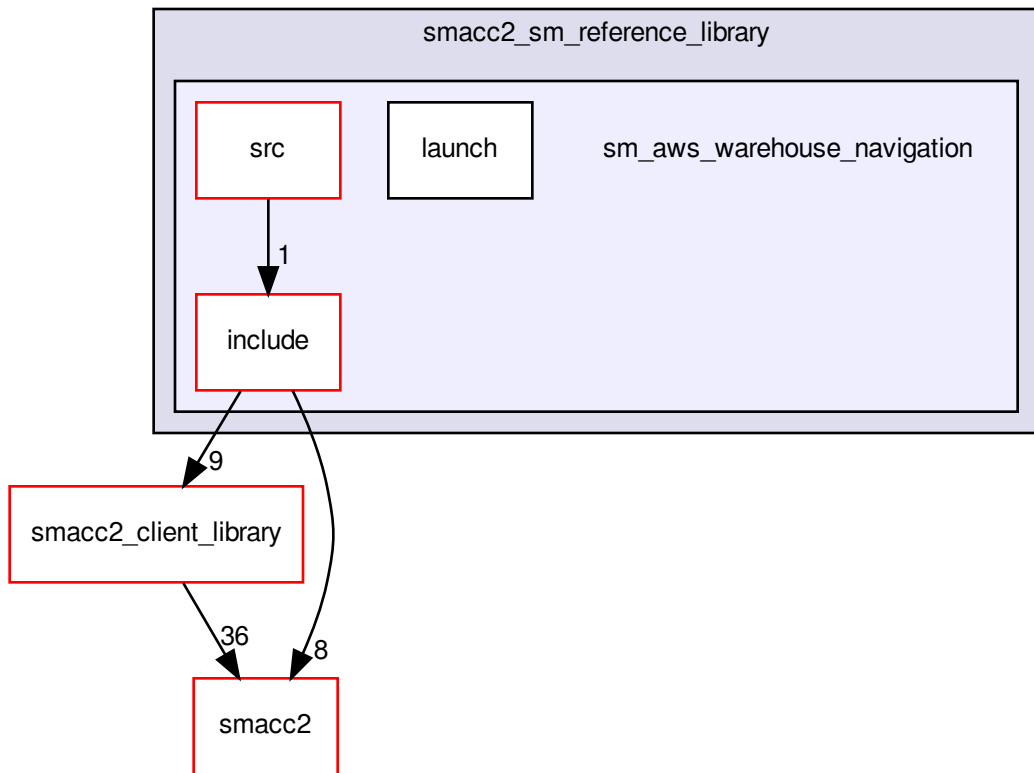 smacc2_sm_reference_library
src
launch
sm_aws_warehouse_navigation
1
include
9
smacc2_client_library
36
8
smacc2